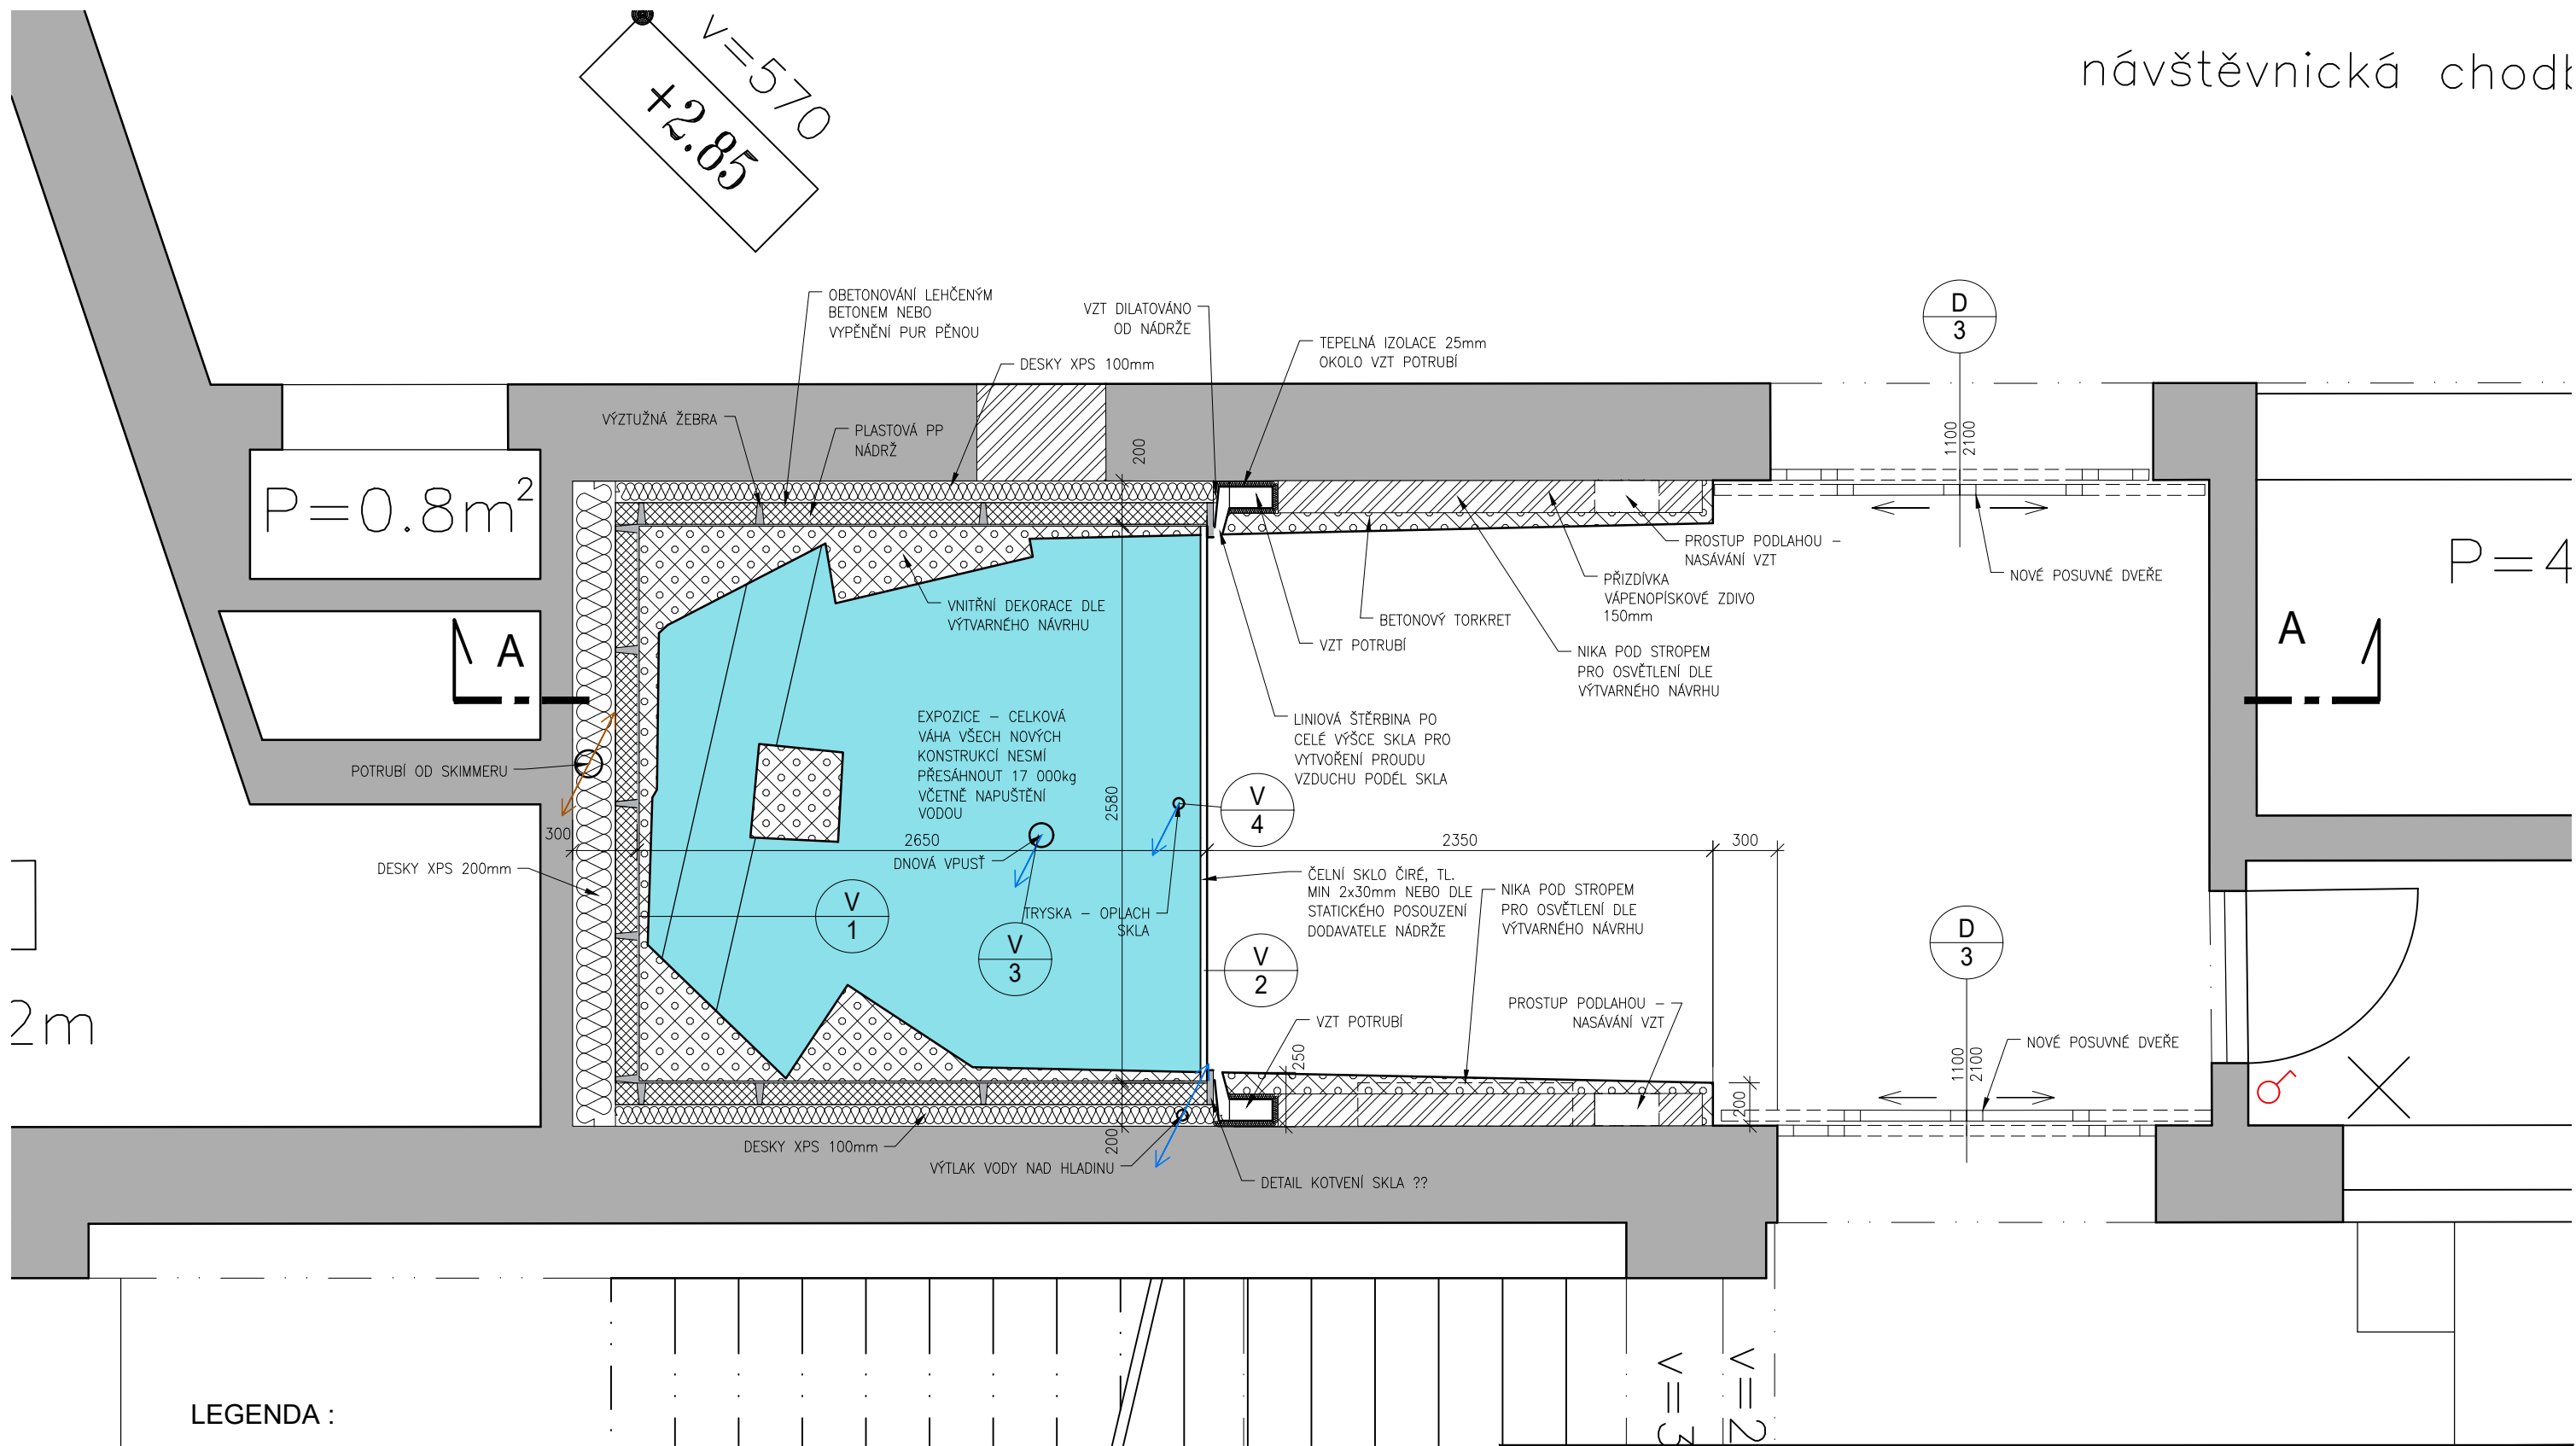 v=570
+2.85
návštěvnická
OBETONOVÁNÍ LEHČENÝM
BETONEM NEBO
VYPĚNĚNÍ PUR PĚNOU
VZT DILATOVÁNO
OD NÁDRŽE
TEPELNÁ IZOLACE 25mm
OKOLO VZT POTRUBÍ
D
3
DESKY XPS 100mm
VÝZTUŽNÁ ŽEBRA
PLASTOVÁ PP
NÁDRŽ
200
1100
2100
P=0.8m²
PROSTUP PODLAHOU –
NASÁVÁNÍ VZT
NOVÉ POSUVNÉ DVEŘE
P=4
PŘIZDÍVKA
VÁPENOPÍSKOVÉ ZDIVO
150mm
VNITŘNÍ DEKORACE DLE
VÝTVARNÉHO NÁVRHU
BETONOVÝ TORKRET
VZT POTRUBÍ
A
A
NIKA POD STROPEM
PRO OSVĚTLENÍ DLE
VÝTVARNÉHO NÁVRHU
EXPOZICE – CELKOVÁ
VÁHA VŠECH NOVÝCH
KONSTRUKCÍ NESMÍ
PŘESÁHNOUT 17 000kg
VČETNĚ NAPUŠTĚNÍ
VODOU
LINIOVÁ ŠTĚRBINA PO
CELÉ VÝŠCE SKLA PRO
VYTVOŘENÍ PROUDU
VZDUCHU PODÉL SKLA
POTRUBÍ OD SKIMMERU
V
4
2580
300
2650
2350
300
DNOVÁ VPUSŤ
DESKY XPS 200mm
ČELNÍ SKLO ČIRÉ, TL.
MIN 2x30mm NEBO DLE
STATICKÉHO POSOUZENÍ
DODAVATELE NÁDRŽE
NIKA POD STROPEM
PRO OSVĚTLENÍ DLE
VÝTVARNÉHO NÁVRHU
V
1
TRYSKA – OPLACH
SKLA
V
3
V
2
D
3
PROSTUP PODLAHOU –
NASÁVÁNÍ VZT
VZT POTRUBÍ
2m
250
NOVÉ POSUVNÉ DVEŘE
1100
2100
200
200
DESKY XPS 100mm
VÝTLAK VODY NAD HLADINU
DETAIL KOTVENÍ SKLA ??
v=3
v=2
LEGENDA :